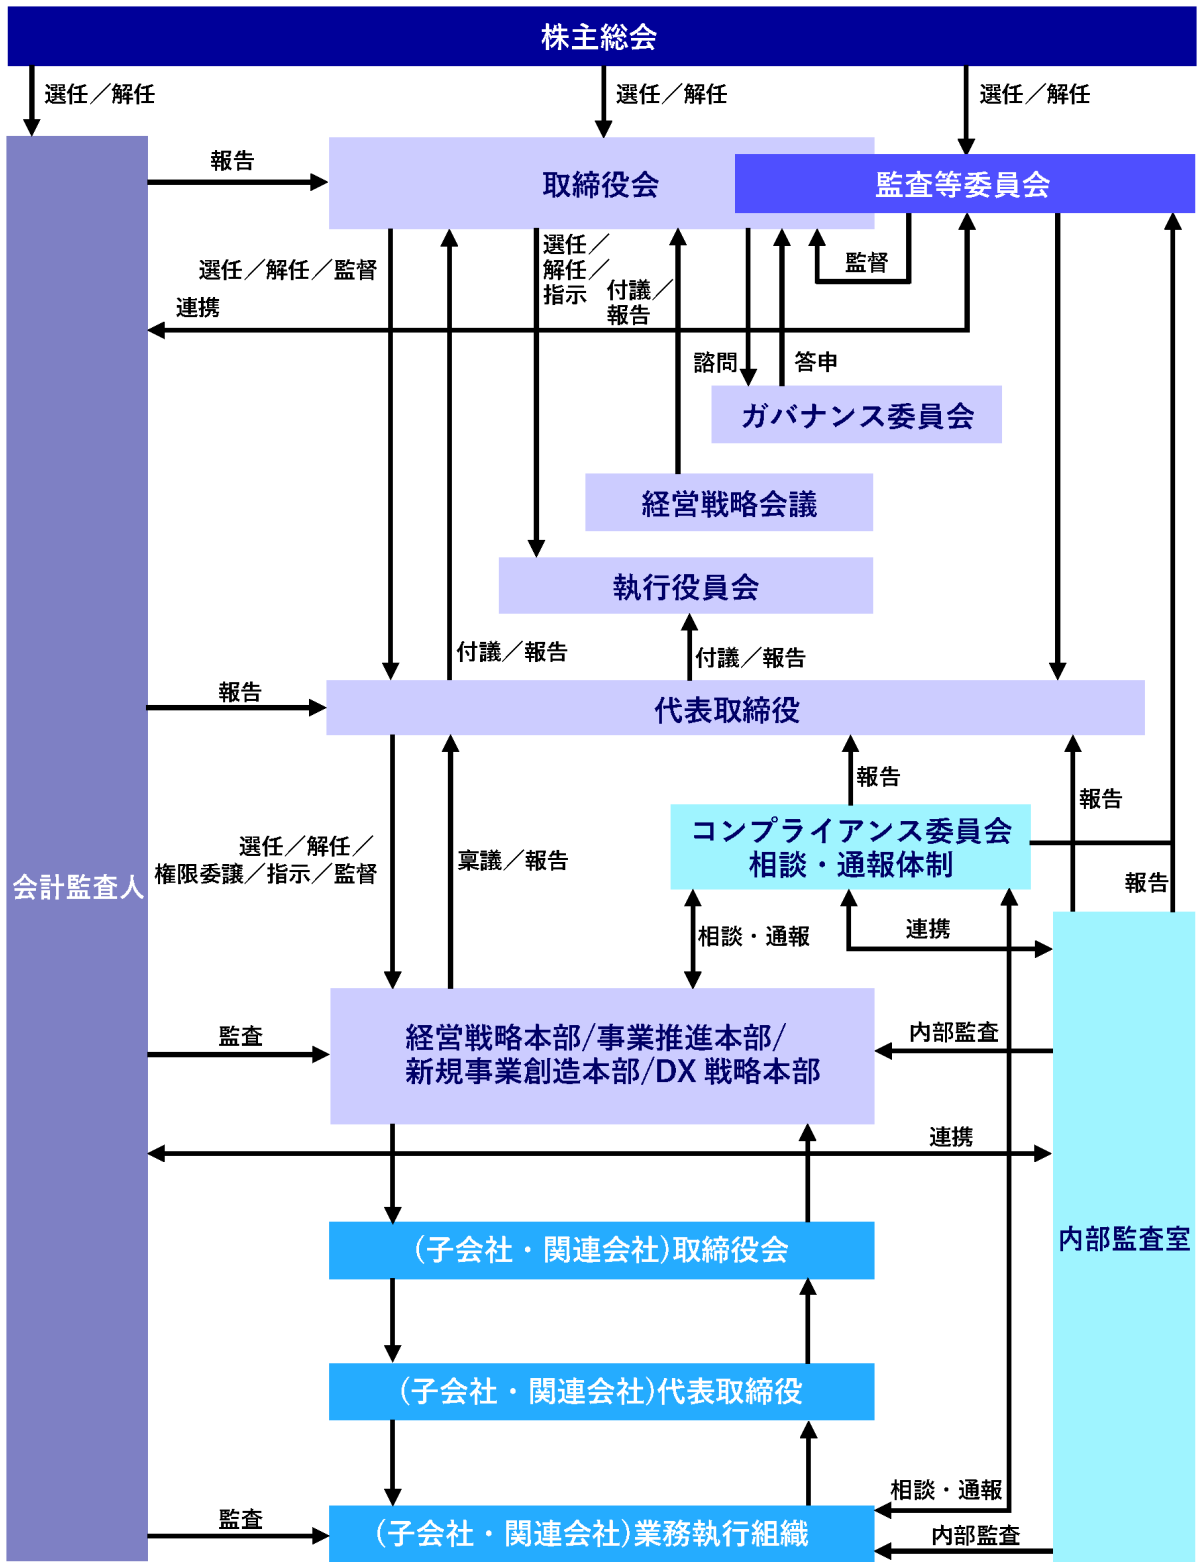 株主総会
選任／解任
選任／解任
選任／解任
報告
取締役会
監査等委員会
選任／解任／監督
選任／
解任／
指示
付議／
報告
監督
連携
諮問
答申
ガバナンス委員会
経営戦略会議
執行役員会
付議／報告
付議／報告
報告
代表取締役
報告
報告
選任／解任／
権限委譲／指示／監督
稟議／報告
コンプライアンス委員会
相談・通報体制
会計監査人
報告
相談・通報
連携
監査
経営戦略本部/事業推進本部/
新規事業創造本部/DX 戦略本部
内部監査
連携
内部監査室
(子会社・関連会社)取締役会
(子会社・関連会社)代表取締役
相談・通報
監査
(子会社・関連会社)業務執行組織
内部監査